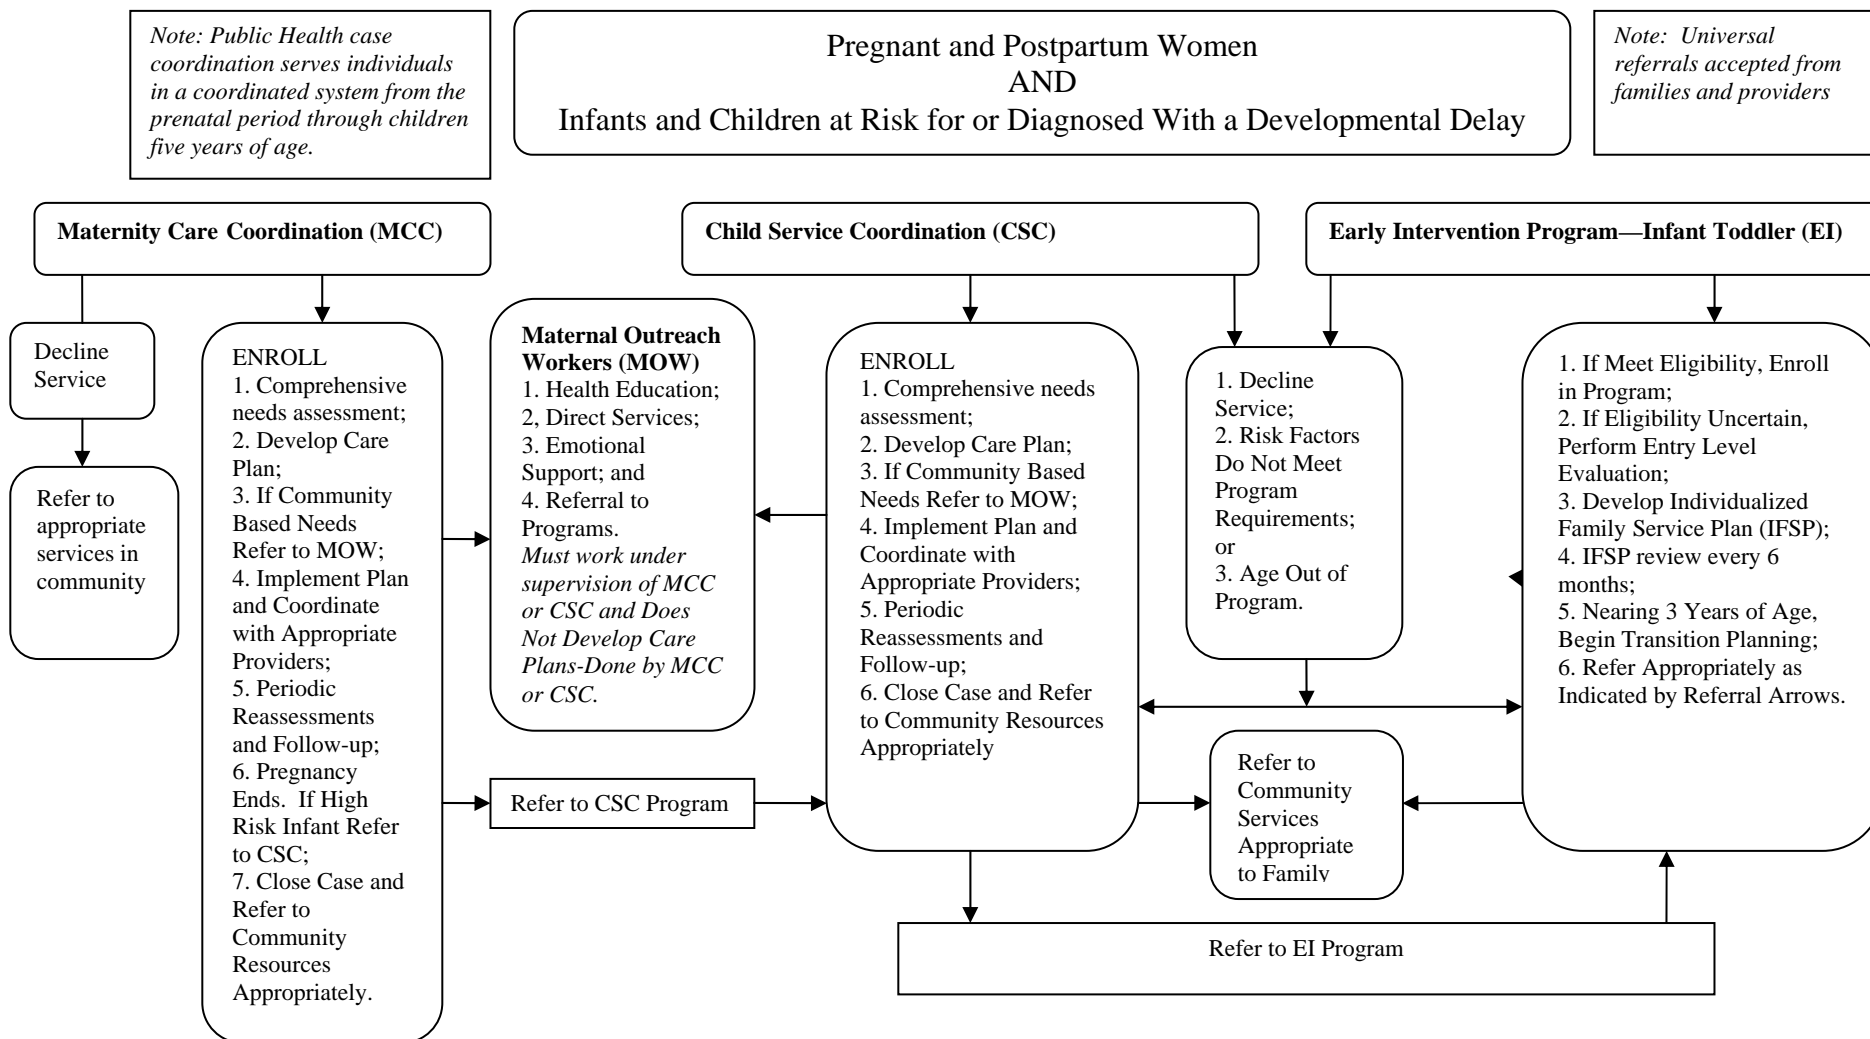 Note: Public Health case
coordination serves individuals
in a coordinated system from the
prenatal period through children
five years of age.
Pregnant and Postpartum Women
AND
Infants and Children at Risk for or Diagnosed With a Developmental Delay
Note:  Universal
referrals accepted from
families and providers
Maternity Care Coordination (MCC)
Child Service Coordination (CSC)
Early Intervention Program—Infant Toddler (EI)
Decline
Service
Refer to
appropriate
services in
community
ENROLL
1. Comprehensive
needs assessment;
2. Develop Care
Plan;
3. If Community
Based Needs
Refer to MOW;
4. Implement Plan
and Coordinate
with Appropriate
Providers;
5. Periodic
Reassessments
and Follow-up;
6. Pregnancy
Ends.  If High
Risk Infant Refer
to CSC;
7. Close Case and
Refer to
Community
Resources
Appropriately.
Maternal Outreach
Workers (MOW)
1. Health Education;
2, Direct Services;
3. Emotional
Support; and
4. Referral to
Programs.
Must work under
supervision of MCC
or CSC and Does
Not Develop Care
Plans-Done by MCC
or CSC.
Refer to CSC Program
ENROLL
1. Comprehensive needs
assessment;
2. Develop Care Plan;
3. If Community Based
Needs Refer to MOW;
4. Implement Plan and
Coordinate with
Appropriate Providers;
5. Periodic
Reassessments and
Follow-up;
6. Close Case and Refer
to Community Resources
Appropriately
1. Decline
Service;
2. Risk Factors
Do Not Meet
Program
Requirements;
or
3. Age Out of
Program.
Refer to
Community
Services
Appropriate
to Family
1. If Meet Eligibility, Enroll
in Program;
2. If Eligibility Uncertain,
Perform Entry Level
Evaluation;
3. Develop Individualized
Family Service Plan (IFSP);
4. IFSP review every 6
months;
5. Nearing 3 Years of Age,
Begin Transition Planning;
6. Refer Appropriately as
Indicated by Referral Arrows.
Refer to EI Program